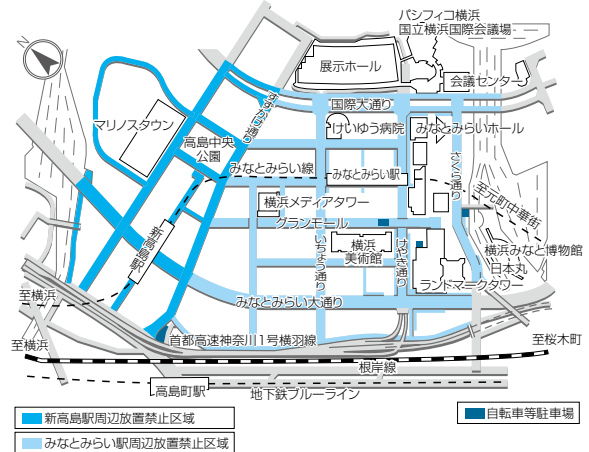 N
パシフィコ横浜
国立横浜国際会議場
展示ホール
会議センター
国際大通り
すずかけ通り
マリノスタウン
けいゆう病院
みなとみらいホール
高島中央
公園
さくら通り
みなとみらい線
みなとみらい駅
至元町中華街
横浜メディアタワー
グランモール
新高島駅
いちょう通り
横浜
美術館
けやき通り
横浜みなと博物館
日本丸
ランドマークタワー
至横浜
みなとみらい大通り
至横浜
首都高速神奈川1号横羽線
至桜木町
根岸線
高島町駅
地下鉄ブルーライン
新高島駅周辺放置禁止区域
自転車等駐車場
みなとみらい駅周辺放置禁止区域